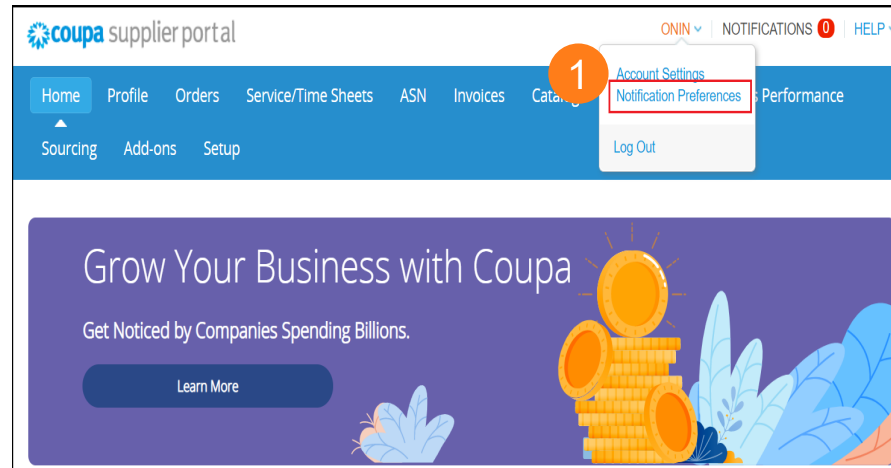 coupa supplier portal
ONIN NOTIFICATIONS 0 HELP
1
Account Settings
Notification Preferences
Log Out
Home Profile Orders Service/Time Sheets ASN Invoices Performance
Sourcing Add-ons Setup
Grow Your Business with Coupa
Get Noticed by Companies Spending Billions.
Learn More